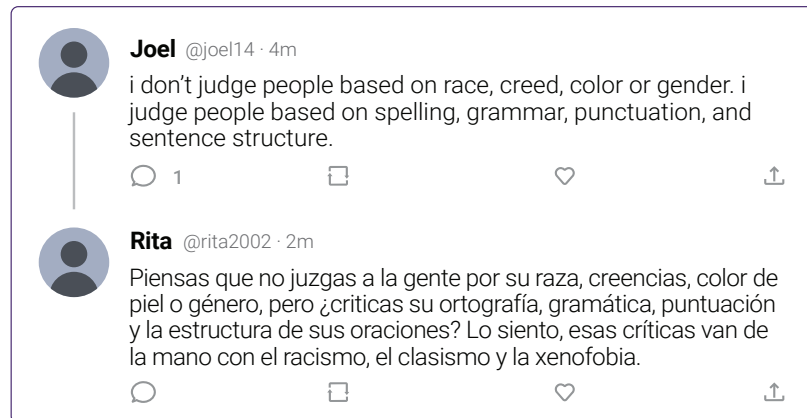 Joel @joel14 · 4m
i don’t judge people based on race, creed, color or gender. i
judge people based on spelling, grammar, punctuation, and
sentence structure.
1
Rita @rita2002 · 2m
Piensas que no juzgas a la gente por su raza, creencias, color de
piel o género, pero ¿criticas su ortografía, gramática, puntuación
y la estructura de sus oraciones? Lo siento, esas críticas van de
la mano con el racismo, el clasismo y la xenofobia.